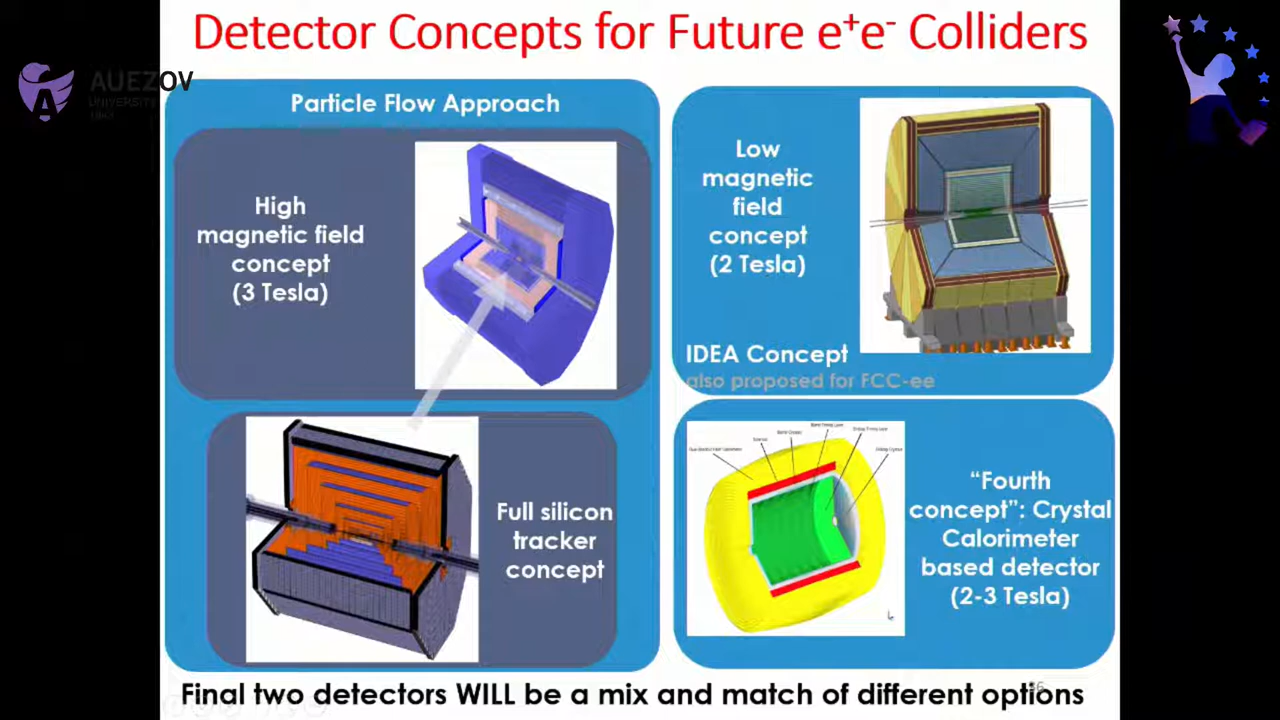 Detector Concepts for Future e⁺e⁻ Colliders
AUEZOV
UNIVERSITY
Particle Flow Approach
High
magnetic field
concept
(3 Tesla)
Full silicon
tracker
concept
Low
magnetic
field
concept
(2 Tesla)
IDEA Concept
also proposed for FCC-ee
“Fourth
concept”: Crystal
Calorimeter
based detector
(2-3 Tesla)
Final two detectors WILL be a mix and match of different options